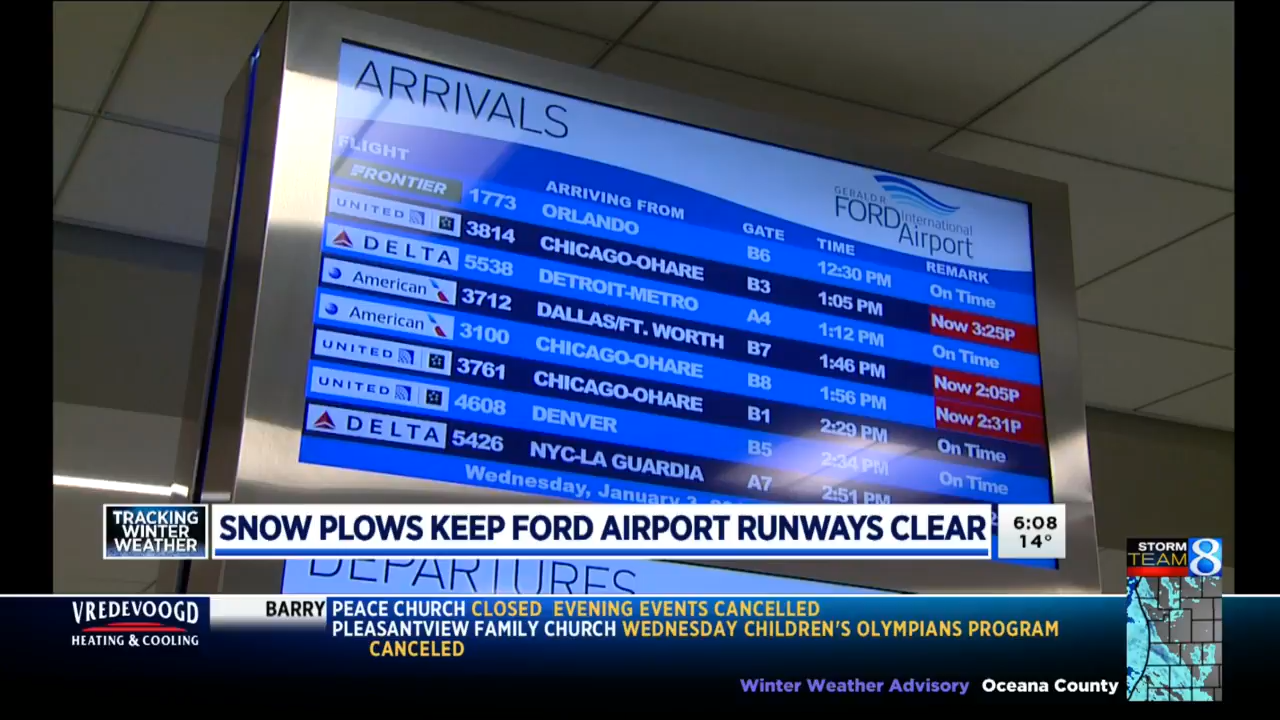 ARRIVALS
GERALD R
FORD International
Airport
FLIGHT ARRIVING FROM GATE TIME REMARK
FRONTIER 1773 ORLANDO B6 12:30 PM On Time
UNITED 3814 CHICAGO-OHARE B3 1:05 PM Now 3:25P
DELTA 5538 DETROIT-METRO A4 1:12 PM On Time
American 3712 DALLAS/FT. WORTH B7 1:46 PM Now 2:05P
American 3100 CHICAGO-OHARE B8 1:56 PM Now 2:31P
UNITED 3761 CHICAGO-OHARE B1 2:29 PM On Time
UNITED 4608 DENVER B5 2:34 PM On Time
DELTA 5426 NYC-LA GUARDIA A7 2:51 PM
Wednesday, January 3,
TRACKING
WINTER
WEATHER
SNOW PLOWS KEEP FORD AIRPORT RUNWAYS CLEAR
6:08
14°
DEPARTURES
STORM
TEAM 8
VREDEVOOGD
HEATING & COOLING
BARRY PEACE CHURCH CLOSED EVENING EVENTS CANCELLED
PLEASANTVIEW FAMILY CHURCH WEDNESDAY CHILDREN'S OLYMPIANS PROGRAM
CANCELED
Winter Weather Advisory Oceana County